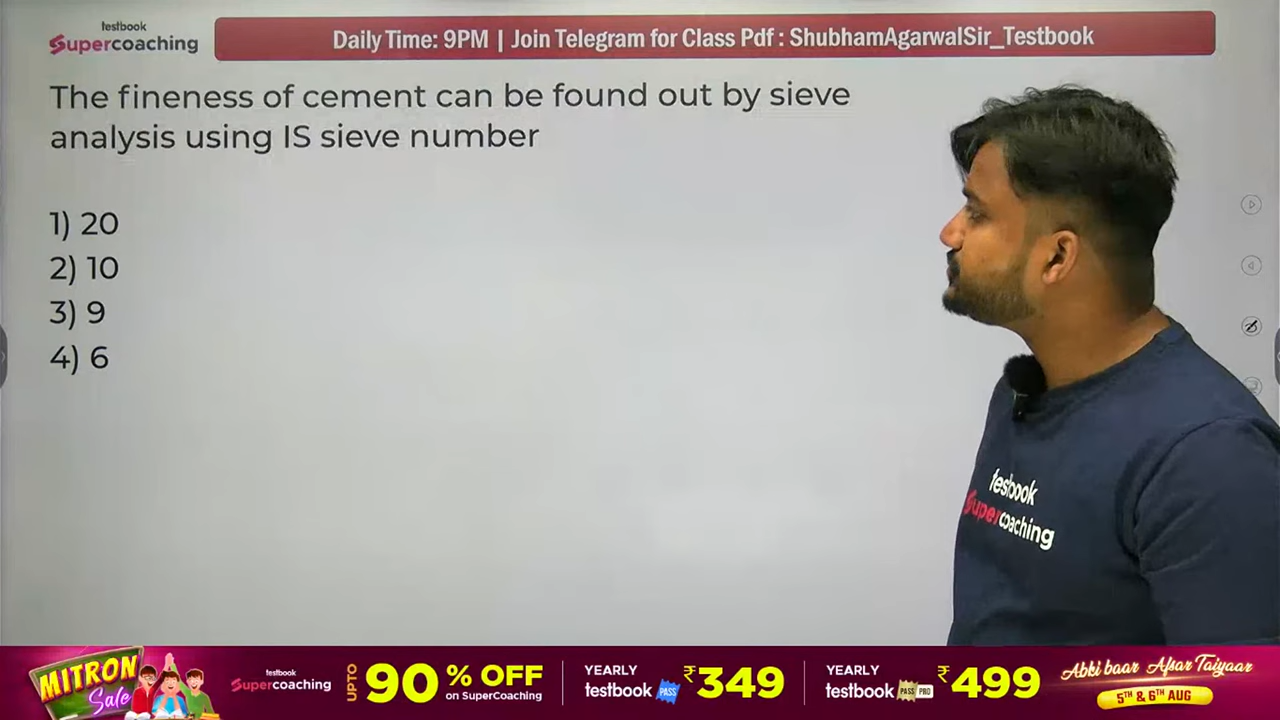 testbook
Supercoaching
Daily Time: 9PM | Join Telegram for Class Pdf : ShubhamAgarwalSir_Testbook
The fineness of cement can be found out by sieve
analysis using IS sieve number
1) 20
2) 10
3) 9
4) 6
testbook
Supercoaching
MITRON
Sale
testbook
Supercoaching
UPTO 90% OFF
on SuperCoaching
YEARLY
testbook PASS ₹349
YEARLY
testbook PASS PRO ₹499
Abki baar Afsar Taiyaar
5TH & 6TH AUG